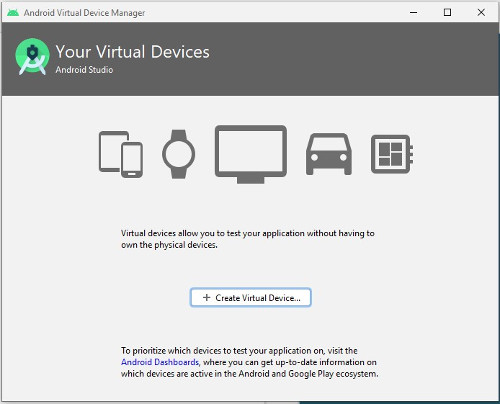 Android Virtual Device Manager
Your Virtual Devices
Android Studio
Virtual devices allow you to test your application without having to
own the physical devices.
+ Create Virtual Device...
To prioritize which devices to test your application on, visit the
Android Dashboards, where you can get up-to-date information on
which devices are active in the Android and Google Play ecosystem.